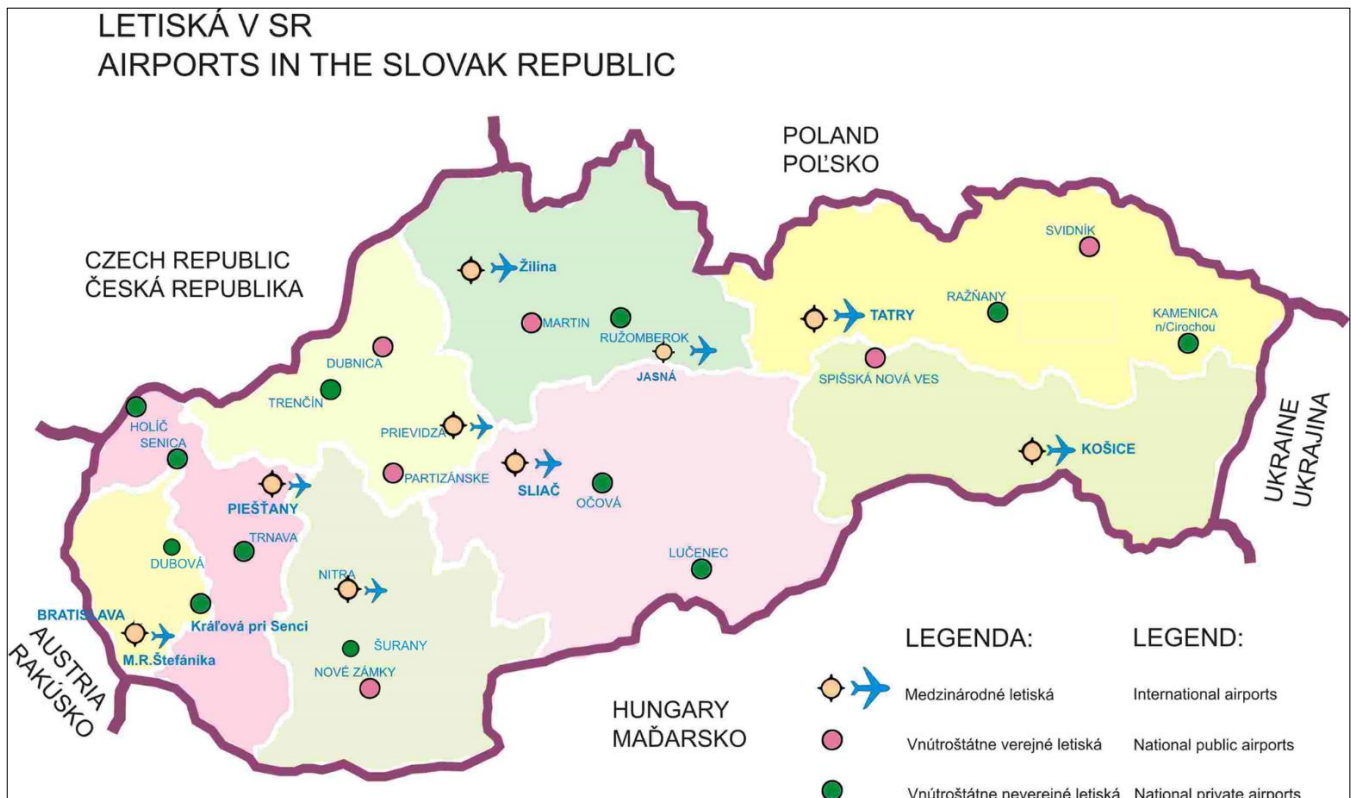 LETISKÁ V SR
AIRPORTS IN THE SLOVAK REPUBLIC
POLAND
POĽSKO
CZECH REPUBLIC
ČESKÁ REPUBLIKA
SVIDNÍK
Žilina
RAŽŇANY
TATRY
KAMENICA
n/Cirochou
MARTIN
RUŽOMBEROK
DUBNICA
JASNÁ
SPIŠSKÁ NOVÁ VES
TRENČÍN
HOLÍČ
PRIEVIDZA
SENICA
KOŠICE
UKRAINE
UKRAJINA
PARTIZÁNSKE
SLIAČ
OČOVÁ
PIEŠŤANY
TRNAVA
DUBOVÁ
LUČENEC
NITRA
BRATISLAVA
Kráľová pri Senci
M.R.Štefánika
ŠURANY
NOVÉ ZÁMKY
AUSTRIA
RAKÚSKO
HUNGARY
MAĎARSKO
LEGENDA: LEGEND:
Medzinárodné letiská International airports
Vnútroštátne verejné letiská National public airports
Vnútroštátne neverejné letiská National private airports